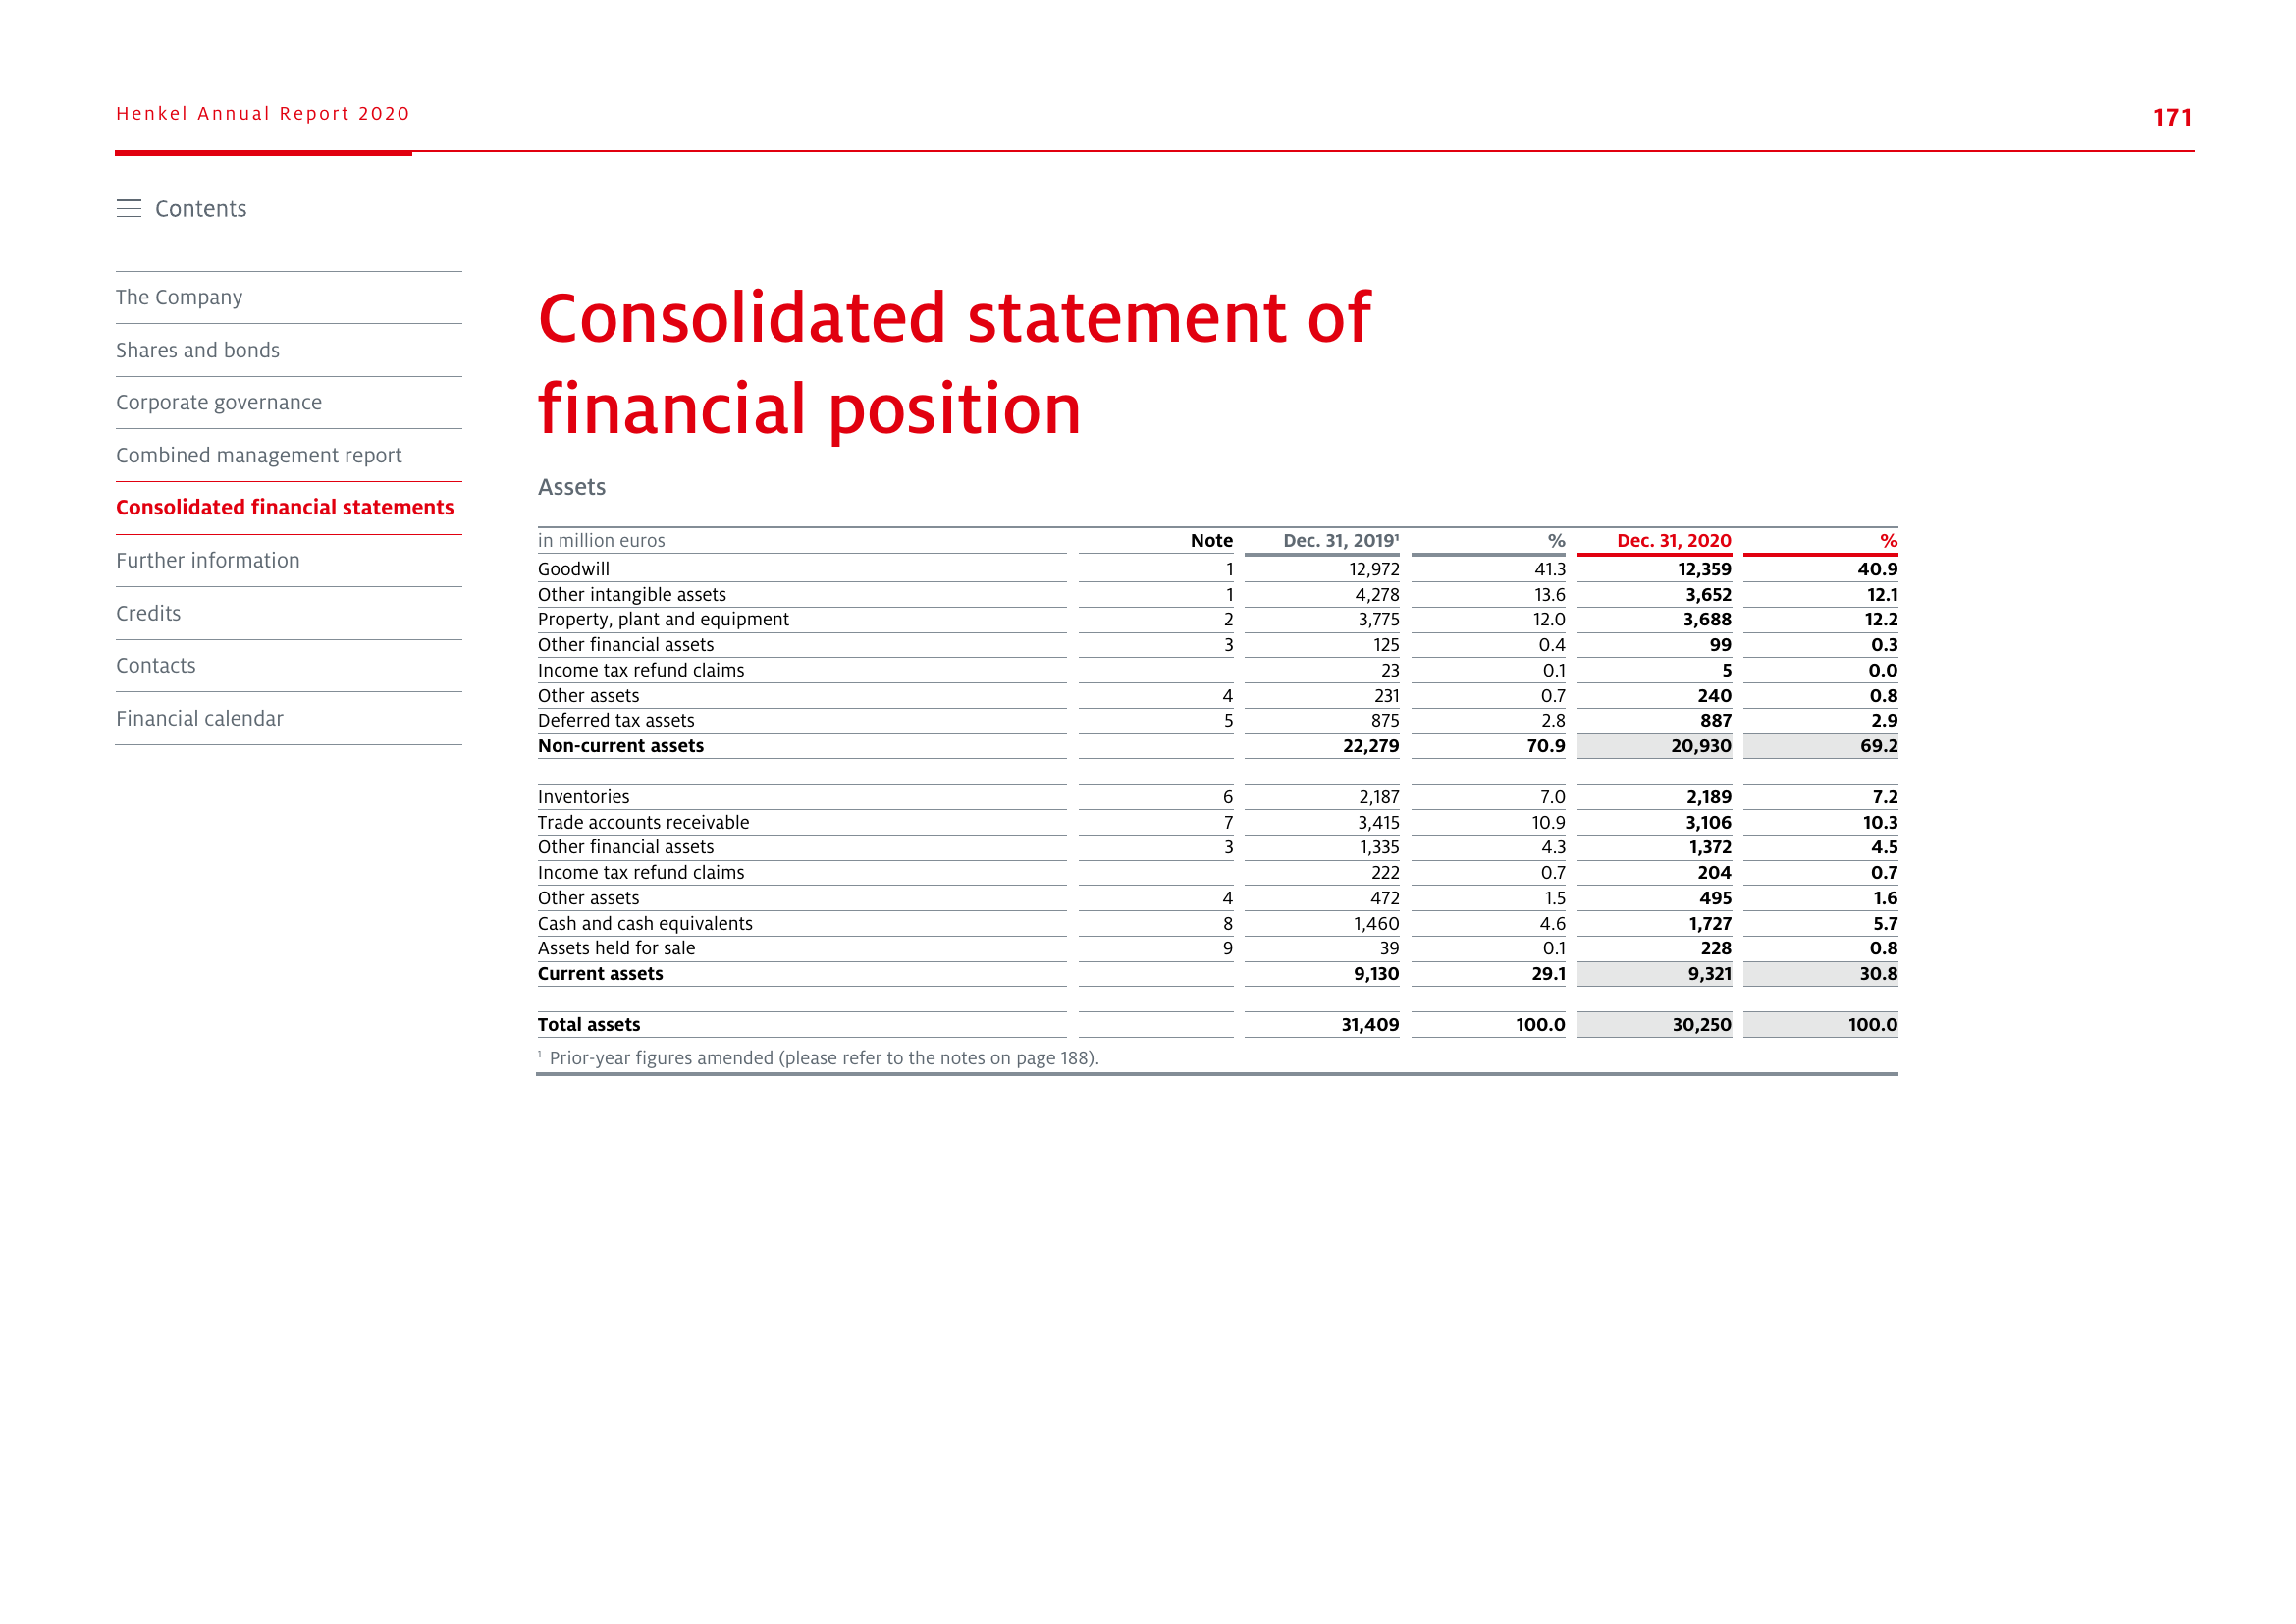 Henkel Annual Report 2020
171
Contents
The Company
Shares and bonds
Corporate governance
Combined management report
Consolidated financial statements
Further information
Credits
Contacts
Financial calendar
Consolidated statement of
financial position
Assets
in million euros Note Dec. 31, 2019¹ % Dec. 31, 2020 %
Goodwill 1 12,972 41.3 12,359 40.9
Other intangible assets 1 4,278 13.6 3,652 12.1
Property, plant and equipment 2 3,775 12.0 3,688 12.2
Other financial assets 3 125 0.4 99 0.3
Income tax refund claims 23 0.1 5 0.0
Other assets 4 231 0.7 240 0.8
Deferred tax assets 5 875 2.8 887 2.9
Non-current assets 22,279 70.9 20,930 69.2
Inventories 6 2,187 7.0 2,189 7.2
Trade accounts receivable 7 3,415 10.9 3,106 10.3
Other financial assets 3 1,335 4.3 1,372 4.5
Income tax refund claims 222 0.7 204 0.7
Other assets 4 472 1.5 495 1.6
Cash and cash equivalents 8 1,460 4.6 1,727 5.7
Assets held for sale 9 39 0.1 228 0.8
Current assets 9,130 29.1 9,321 30.8
Total assets 31,409 100.0 30,250 100.0
¹ Prior-year figures amended (please refer to the notes on page 188).